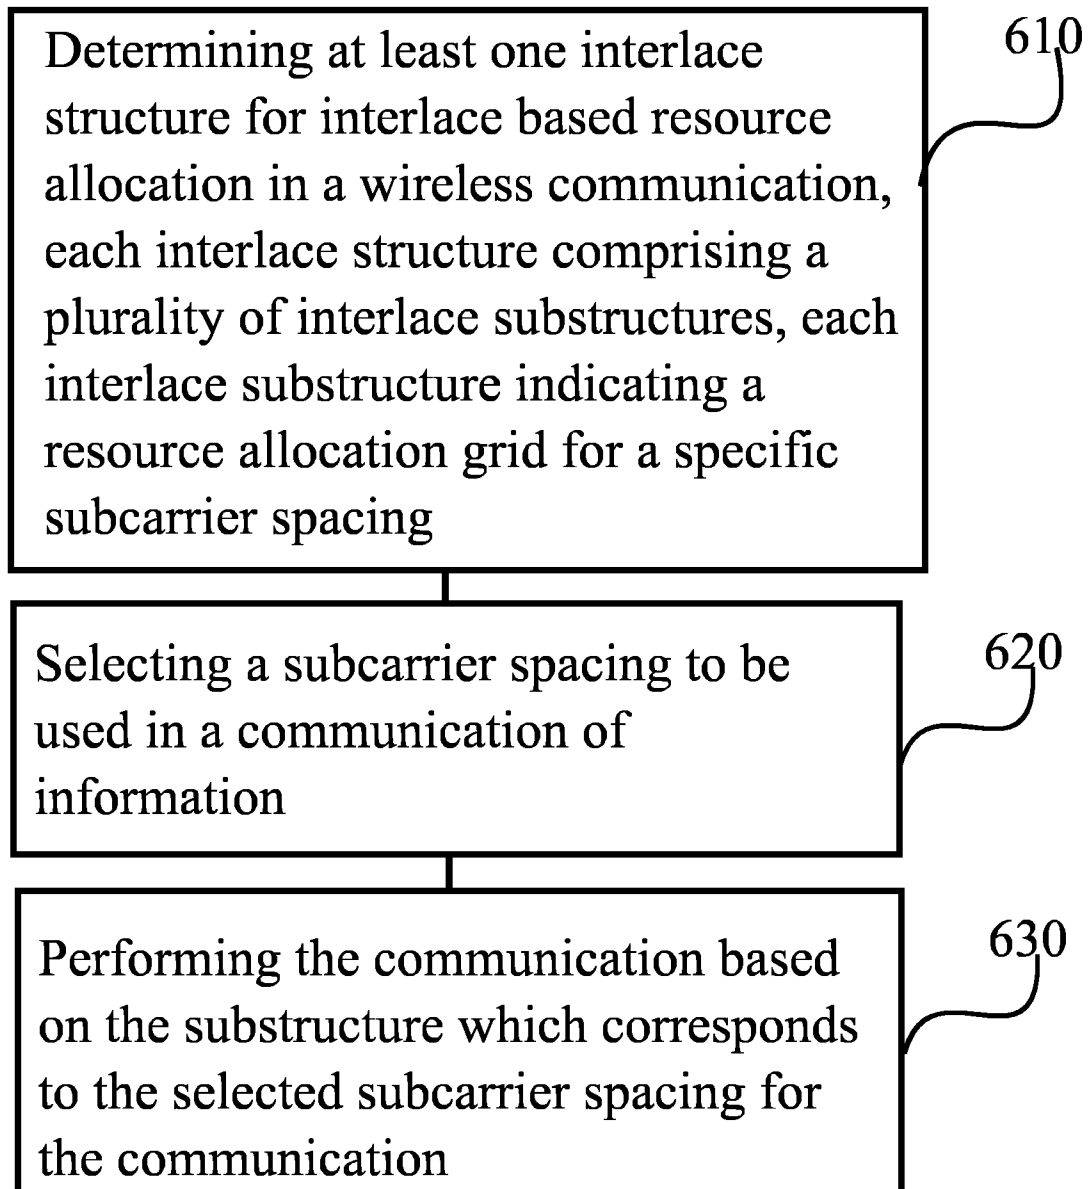 Determining at least one interlace
structure for interlace based resource
allocation in a wireless communication,
each interlace structure comprising a
plurality of interlace substructures, each
interlace substructure indicating a
resource allocation grid for a specific
subcarrier spacing
610
Selecting a subcarrier spacing to be
used in a communication of
information
620
Performing the communication based
on the substructure which corresponds
to the selected subcarrier spacing for
the communication
630